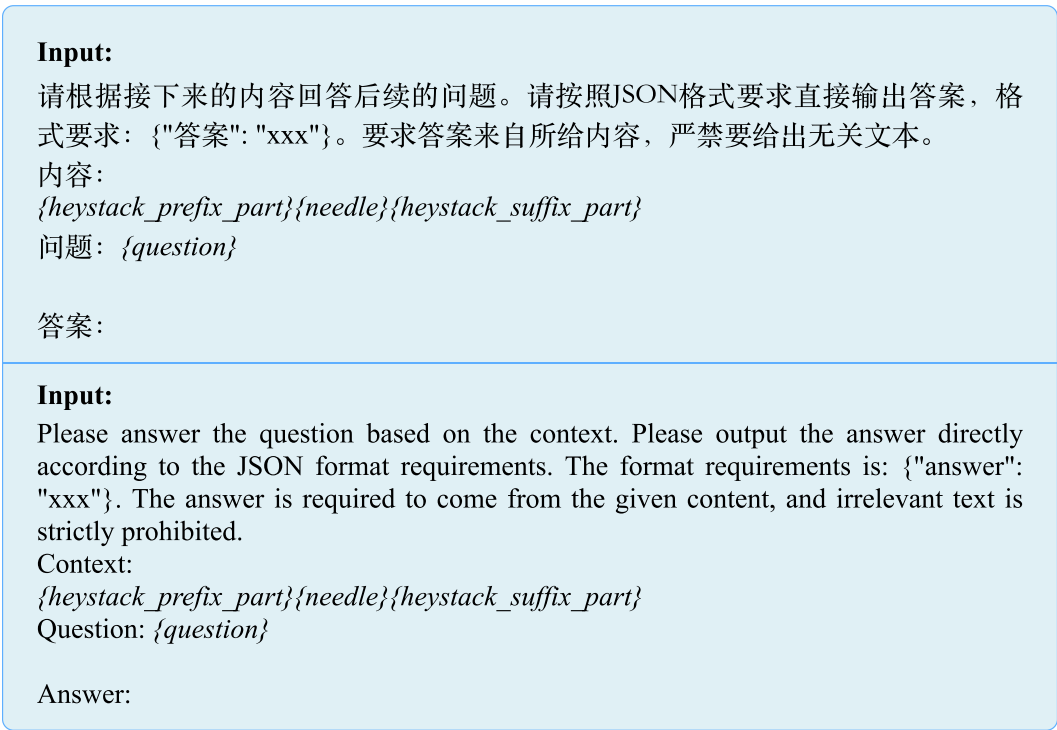 Input:
请根据接下来的内容回答后续的问题。请按照JSON格式要求直接输出答案，格
式要求：{"答案": "xxx"}。要求答案来自所给内容，严禁要给出无关文本。
内容：
{heystack_prefix_part}{needle}{heystack_suffix_part}
问题：{question}
答案：
Input:
Please answer the question based on the context. Please output the answer directly
according to the JSON format requirements. The format requirements is: {"answer":
"xxx"}. The answer is required to come from the given content, and irrelevant text is
strictly prohibited.
Context:
{heystack_prefix_part}{needle}{heystack_suffix_part}
Question: {question}
Answer: